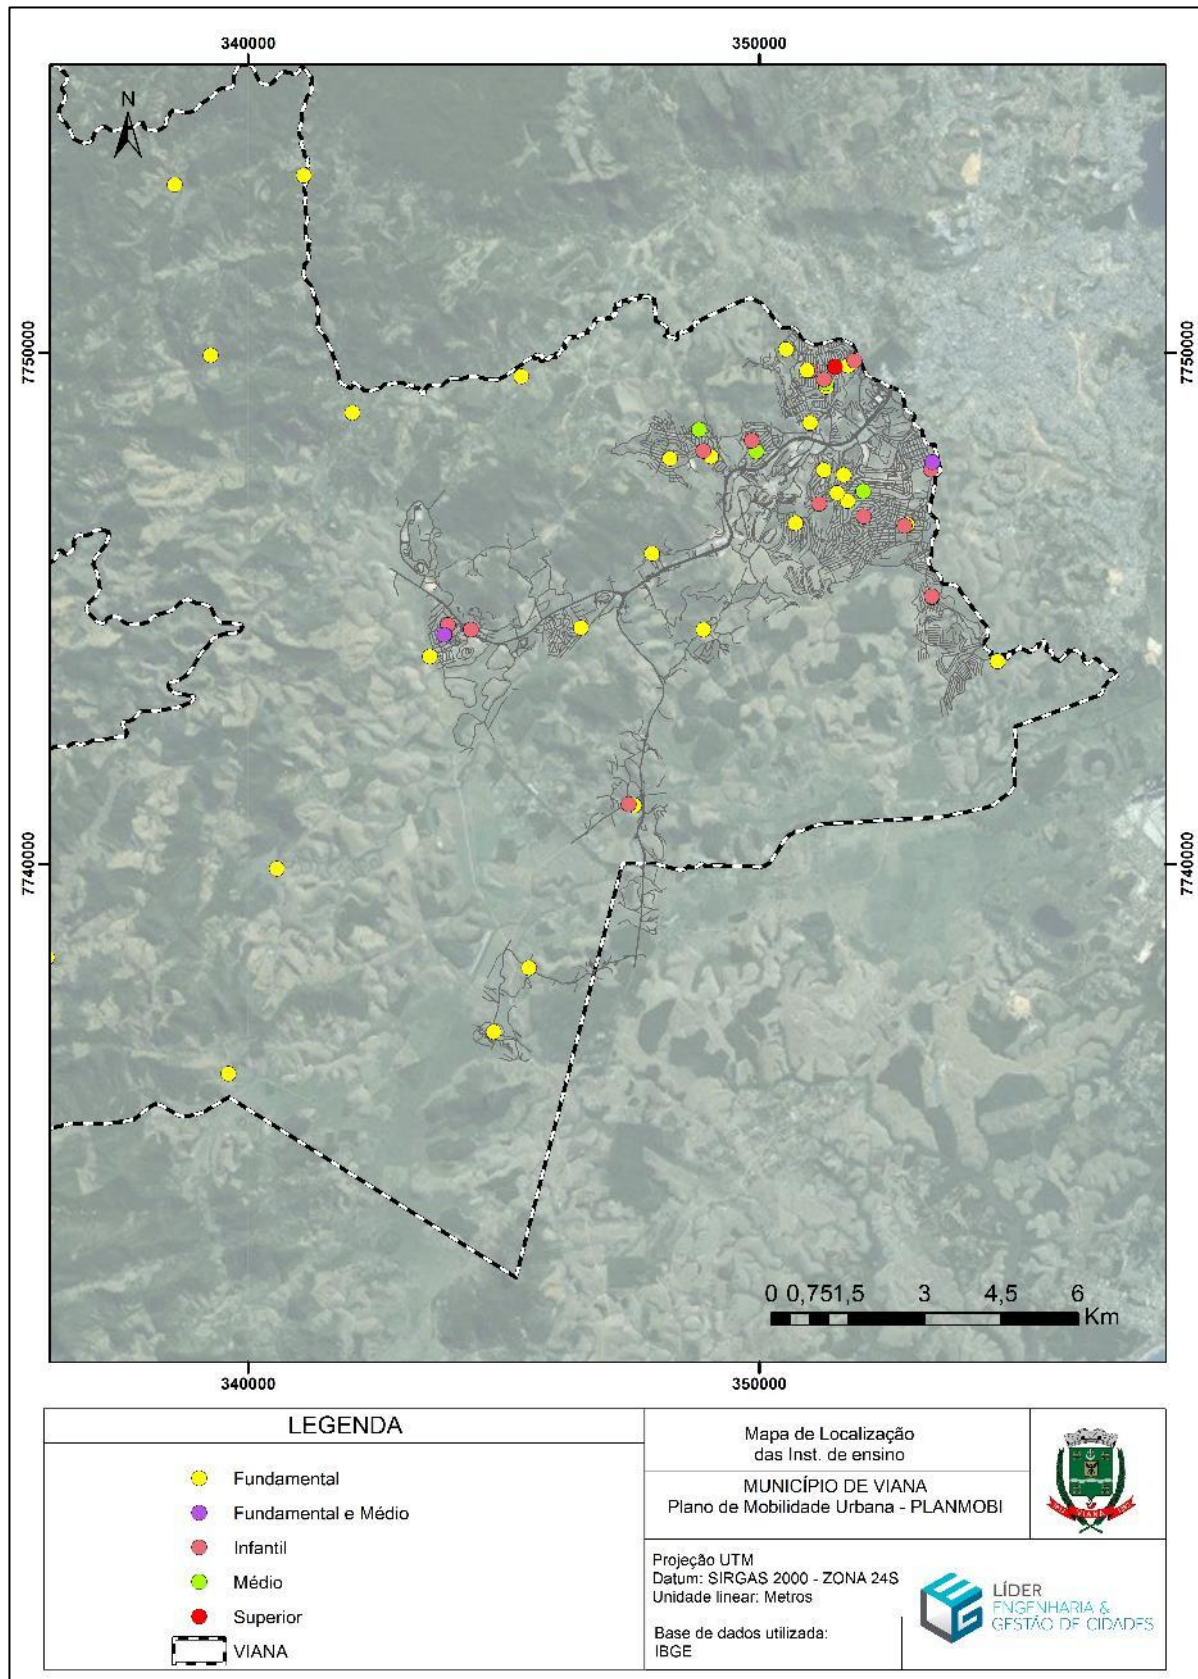 340000
350000
N
7750000
7750000
7740000
7740000
0 0,751,5 3 4,5 6
Km
340000
350000
LEGENDA
Fundamental
Fundamental e Médio
Infantil
Médio
Superior
VIANA
Mapa de Localização
das Inst. de ensino
MUNICÍPIO DE VIANA
Plano de Mobilidade Urbana - PLANMOBI
VIANA
Projeção UTM
Datum: SIRGAS 2000 - ZONA 24S
Unidade linear: Metros
Base de dados utilizada:
IBGE
LÍDER
ENGENHARIA &
GESTÃO DE CIDADES